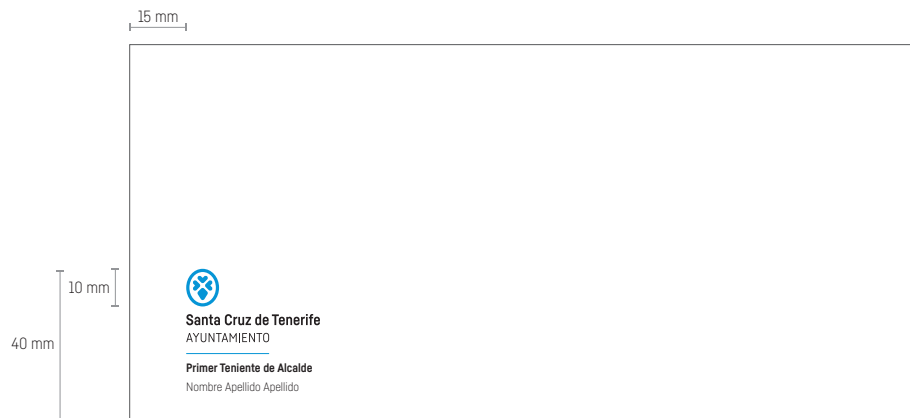 15 mm
10 mm
40 mm
Santa Cruz de Tenerife
AYUNTAMIENTO
Primer Teniente de Alcalde
Nombre Apellido Apellido